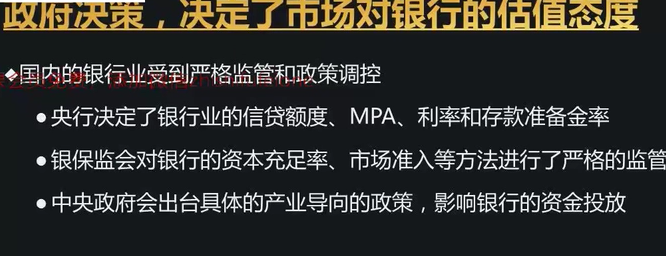 政府决策，决定了市场对银行的估值态度
❖国内的银行业受到严格监管和政策调控
●央行决定了银行业的信贷额度、MPA、利率和存款准备金率
●银保监会对银行的资本充足率、市场准入等方法进行了严格的监管
●中央政府会出台具体的产业导向的政策，影响银行的资金投放